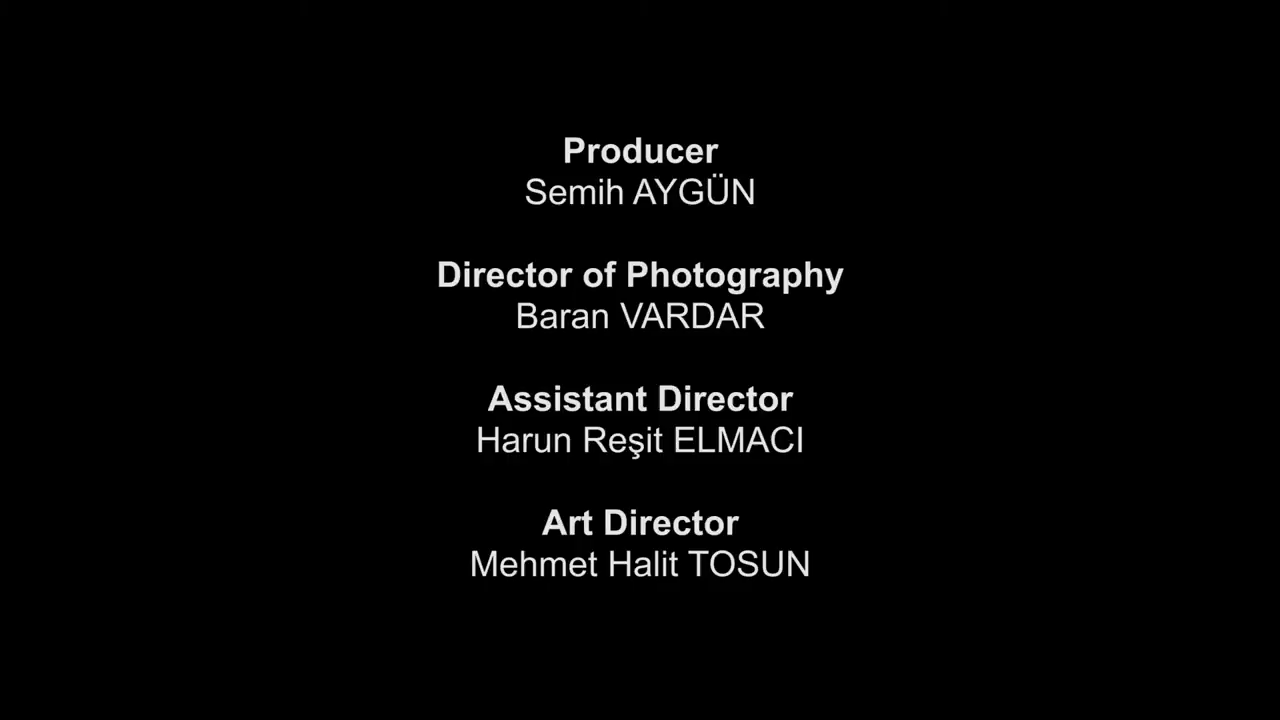 Producer
Semih AYGÜN
Director of Photography
Baran VARDAR
Assistant Director
Harun Reşit ELMACI
Art Director
Mehmet Halit TOSUN